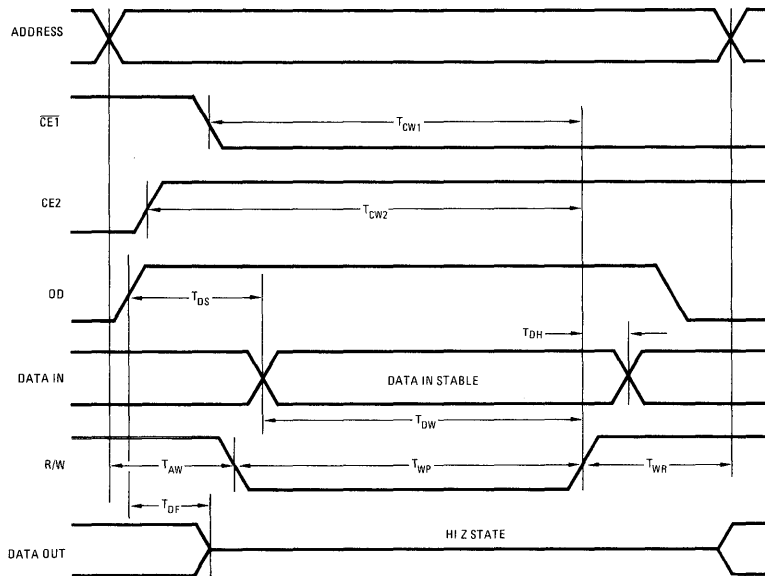 ADDRESS
CE1
T_CW1
CE2
T_CW2
OD
T_DS
T_DH
DATA IN
DATA IN STABLE
T_DW
R/W
T_AW
T_WP
T_WR
T_DF
DATA OUT
HI Z STATE